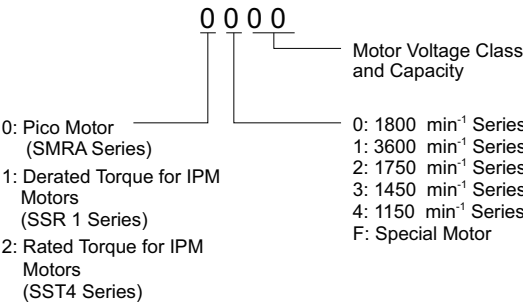 0 0 0 0
Motor Voltage Class
and Capacity
0: Pico Motor
(SMRA Series)
1: Derated Torque for IPM
Motors
(SSR 1 Series)
2: Rated Torque for IPM
Motors
(SST4 Series)
0: 1800 min⁻¹ Series
1: 3600 min⁻¹ Series
2: 1750 min⁻¹ Series
3: 1450 min⁻¹ Series
4: 1150 min⁻¹ Series
F: Special Motor